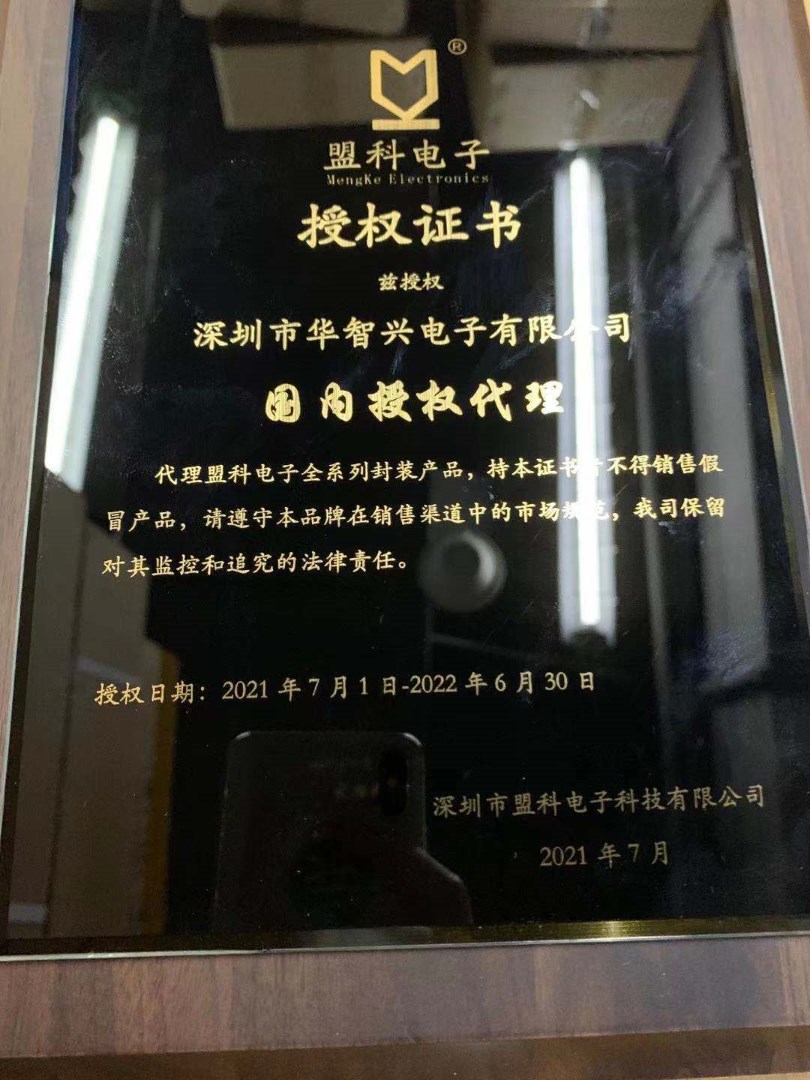 ®
盟科电子
MengKe Electronics
授权证书
兹授权
深圳市华智兴电子有限公司
国内授权代理
代理盟科电子全系列封装产品，持本证书 不得销售假
冒产品，请遵守本品牌在销售渠道中的市场规范，我司保留
对其监控和追究的法律责任。
授权日期：2021 年 7 月 1 日-2022 年 6 月 30 日
深圳市盟科电子科技有限公司
2021 年 7 月